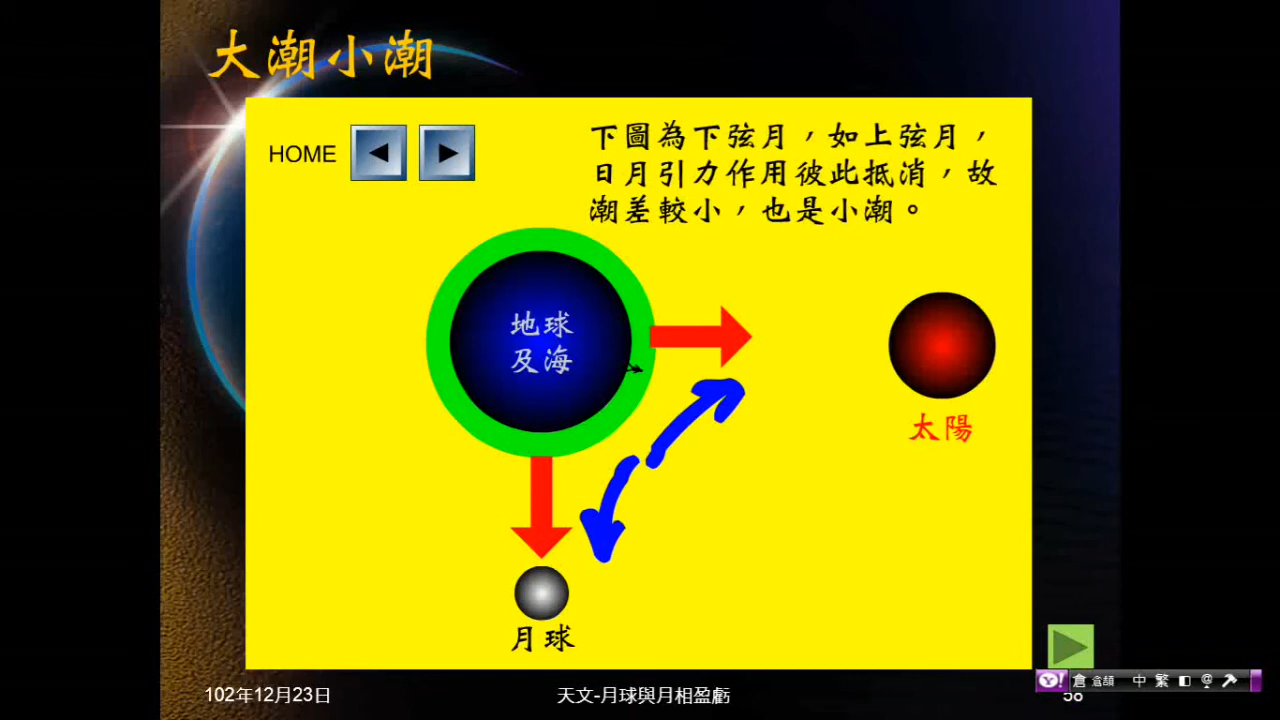 大潮小潮
HOME
下圖為下弦月，如上弦月，
日月引力作用彼此抵消，故
潮差較小，也是小潮。
地球
及海
太陽
月球
102年12月23日
天文-月球與月相盈虧
58
Y! 倉 倉頡 中 繁